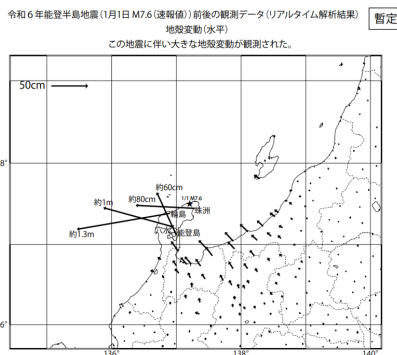 令和６年能登半島地震（1月1日 M7.6（速報値））前後の観測データ（リアルタイム解析結果）
暫定
地殻変動（水平）
この地震に伴い大きな地殻変動が観測された。
50cm
8°
約60cm
1/1 M7.6
約80cm
約1m
珠洲
輪島
穴水
能登島
約1.3m
6°
136°
138°
140°